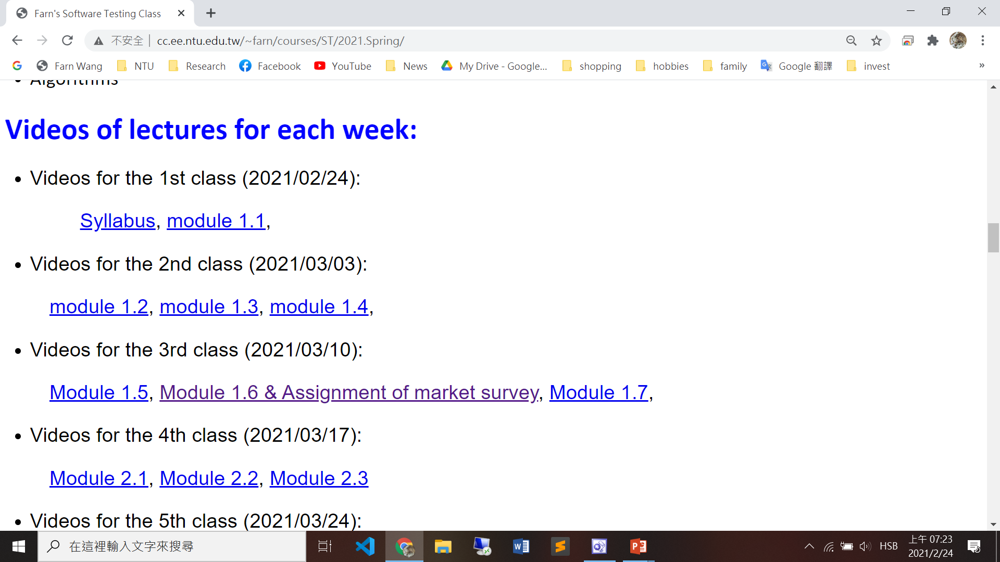 Farn's Software Testing Class
不安全 cc.ee.ntu.edu.tw/~farn/courses/ST/2021.Spring/
Farn Wang NTU Research Facebook YouTube News My Drive - Google... shopping hobbies family Google 翻譯 invest »
• Algorithms
Videos of lectures for each week:
• Videos for the 1st class (2021/02/24):
Syllabus, module 1.1,
• Videos for the 2nd class (2021/03/03):
module 1.2, module 1.3, module 1.4,
• Videos for the 3rd class (2021/03/10):
Module 1.5, Module 1.6 & Assignment of market survey, Module 1.7,
• Videos for the 4th class (2021/03/17):
Module 2.1, Module 2.2, Module 2.3
• Videos for the 5th class (2021/03/24):
在這裡輸入文字來搜尋
HSB
上午 07:23
2021/2/24